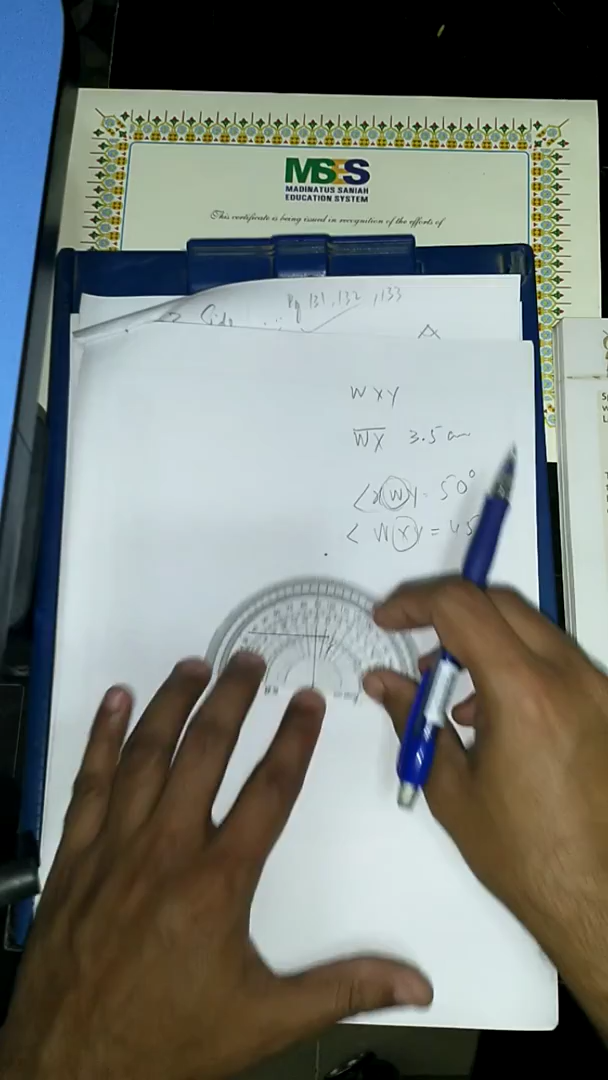 MSES
MADINATUS SANIAH
EDUCATION SYSTEM
This certificate is being issued in recognition of the efforts of
Pg 131, 132, 133
Side
A
WXY
WX 3.5 cm
<XWY = 50°
< WXY = 45